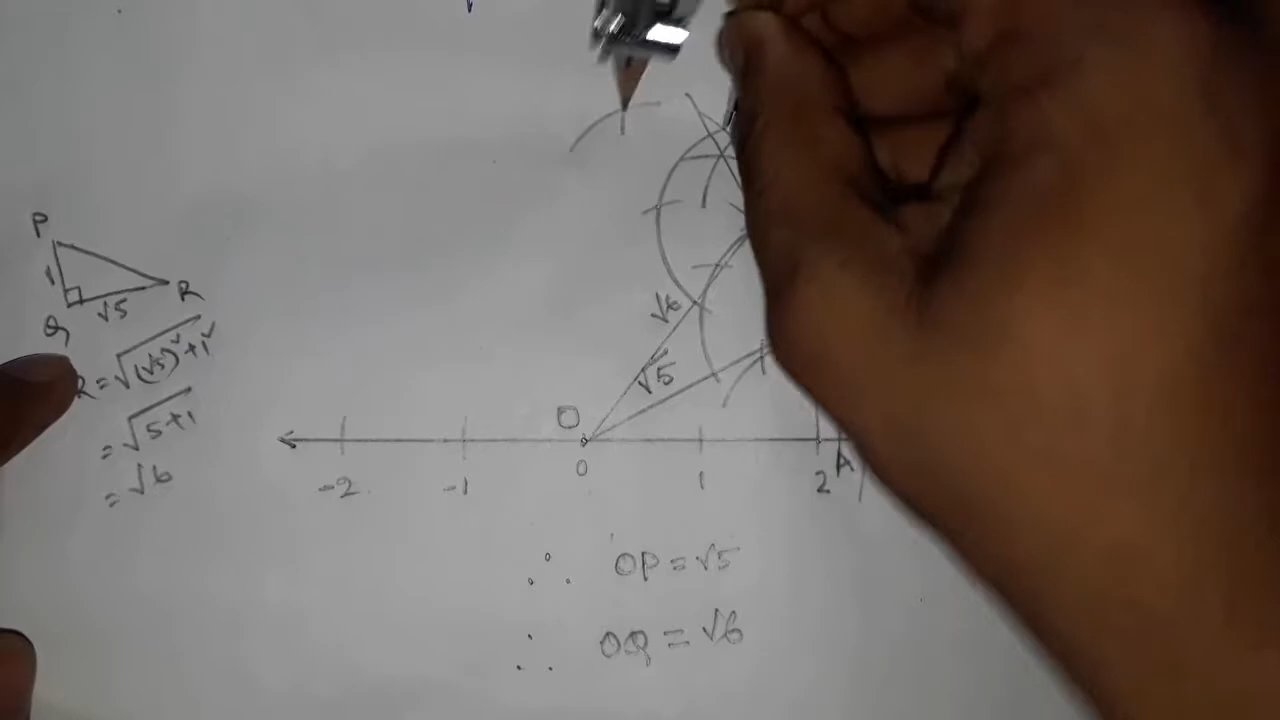 P
1
√5
Q
R
R = √(√5)² + 1²
= √5+1
= √6
√6
√5
O
A
-2 -1 0 1 2
∴ OP = √5
∴ OQ = √6